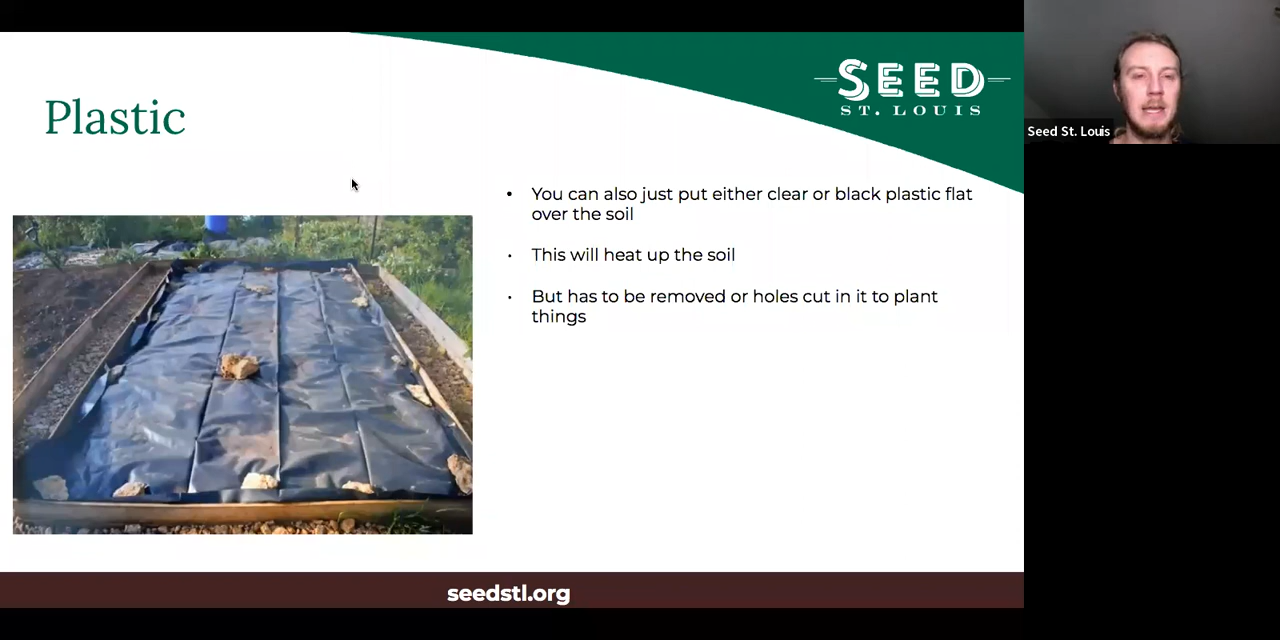 SEED
ST. LOUIS
Plastic
Seed St. Louis
• You can also just put either clear or black plastic flat
over the soil
• This will heat up the soil
• But has to be removed or holes cut in it to plant
things
seedstl.org